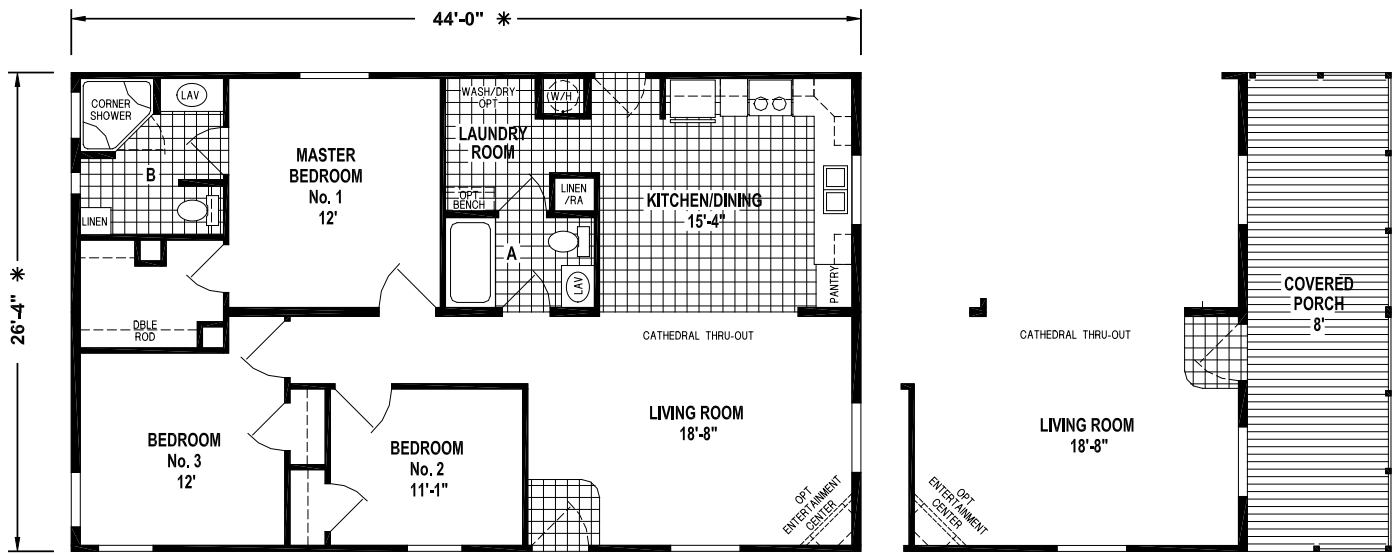 44'-0" *
26'-4" *
CORNER
SHOWER
LAV
B
LINEN
MASTER
BEDROOM
No. 1
12'
WASH/DRY
OPT
W/H
LAUNDRY
ROOM
OPT
BENCH
LINEN
/RA
KITCHEN/DINING
15'-4"
A
LAV
PANTRY
DBLE
ROD
CATHEDRAL THRU-OUT
BEDROOM
No. 3
12'
BEDROOM
No. 2
11'-1"
LIVING ROOM
18'-8"
OPT
ENTERTAINMENT
CENTER
COVERED
PORCH
8'
CATHEDRAL THRU-OUT
LIVING ROOM
18'-8"
OPT
ENTERTAINMENT
CENTER